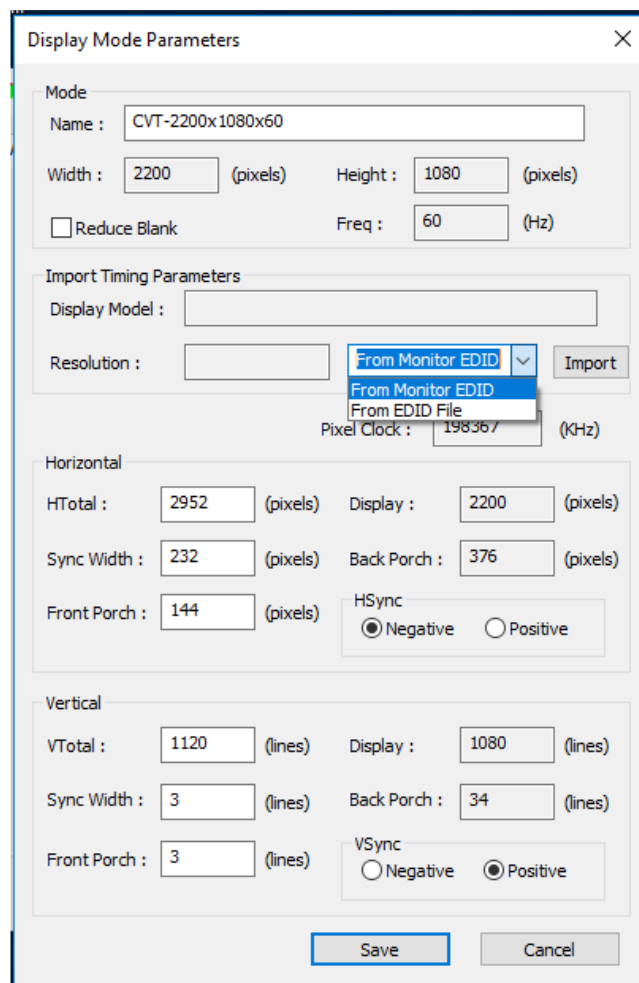 Display Mode Parameters
Mode
Name : CVT-2200x1080x60
Width : 2200 (pixels) Height : 1080 (pixels)
Reduce Blank Freq : 60 (Hz)
Import Timing Parameters
Display Model :
Resolution : From Monitor EDID Import
From Monitor EDID
From EDID File
Pixel Clock : 198367 (KHz)
Horizontal
HTotal : 2952 (pixels) Display : 2200 (pixels)
Sync Width : 232 (pixels) Back Porch : 376 (pixels)
Front Porch : 144 (pixels) HSync
Negative Positive
Vertical
VTotal : 1120 (lines) Display : 1080 (lines)
Sync Width : 3 (lines) Back Porch : 34 (lines)
Front Porch : 3 (lines) VSync
Negative Positive
Save Cancel